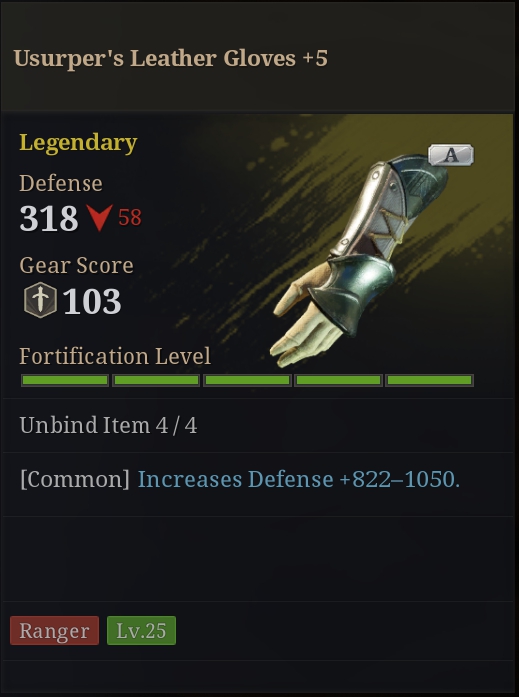 Usurper's Leather Gloves +5
Legendary
A
Defense
318 58
Gear Score
103
Fortification Level
Unbind Item 4 / 4
[Common] Increases Defense +822–1050.
Ranger Lv.25